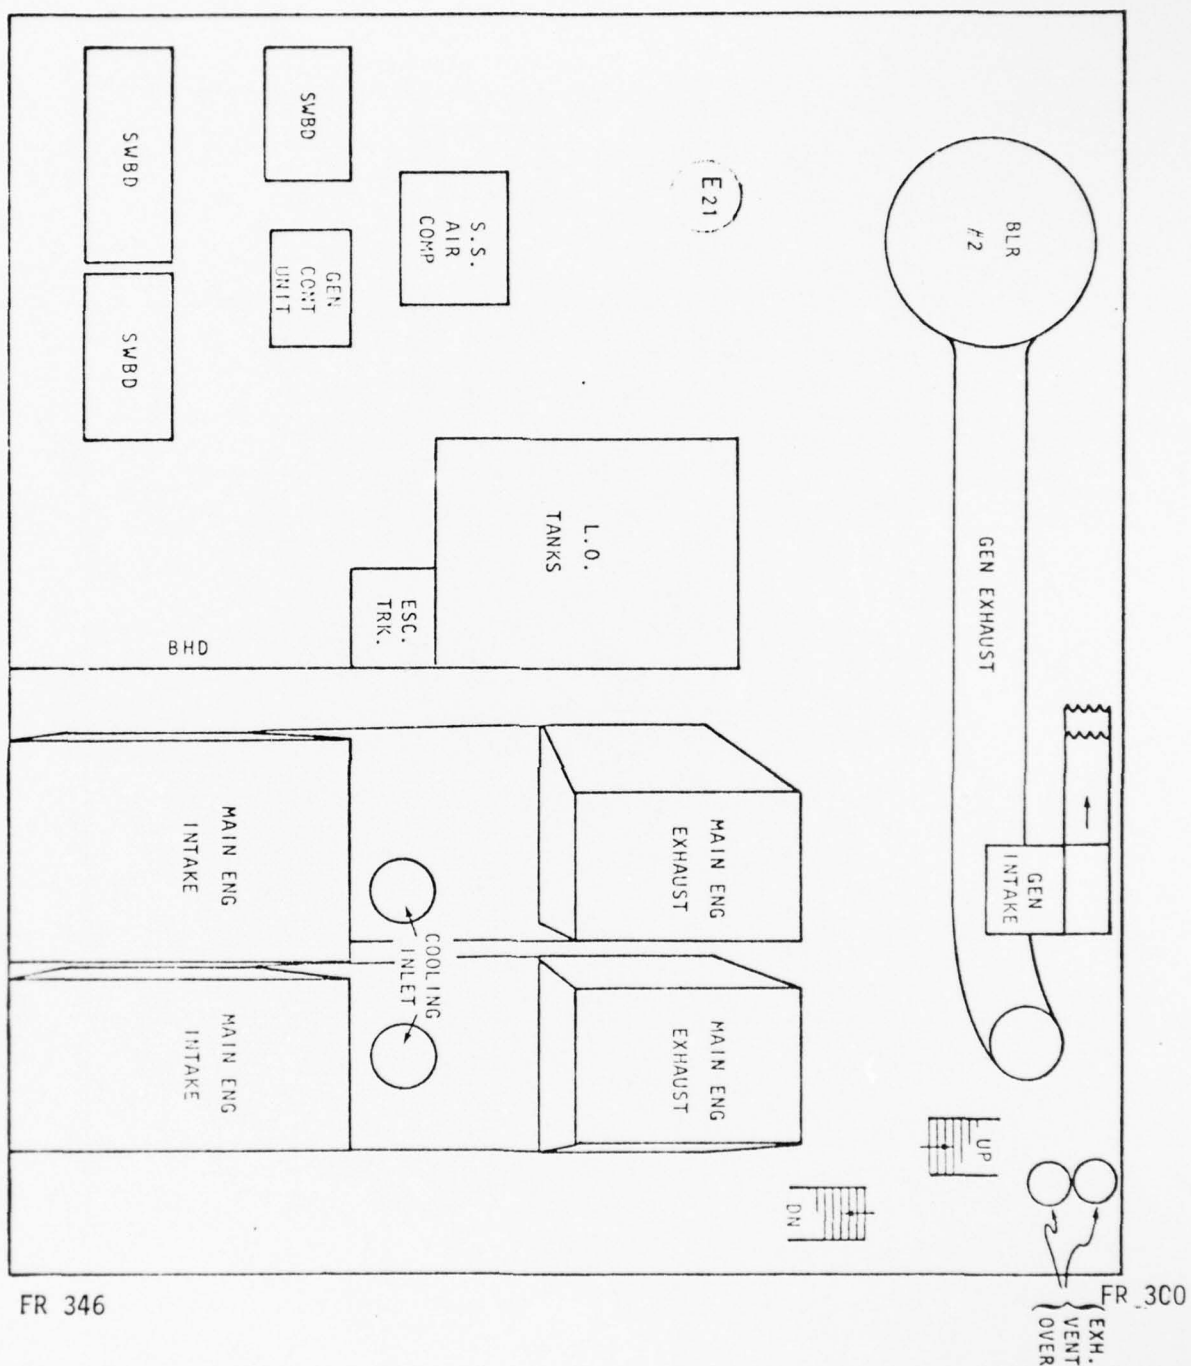 SWBD
SWBD
SWBD
GEN
CONT
UNIT
S.S.
AIR
COMP
E 21
BLR
#2
L.O.
TANKS
ESC.
TRK.
BHD
GEN EXHAUST
GEN
INTAKE
MAIN ENG
INTAKE
MAIN ENG
EXHAUST
COOLING
INLET
MAIN ENG
INTAKE
MAIN ENG
EXHAUST
UP
DN
FR 346
FR 300
EXH.
VENT
OVER